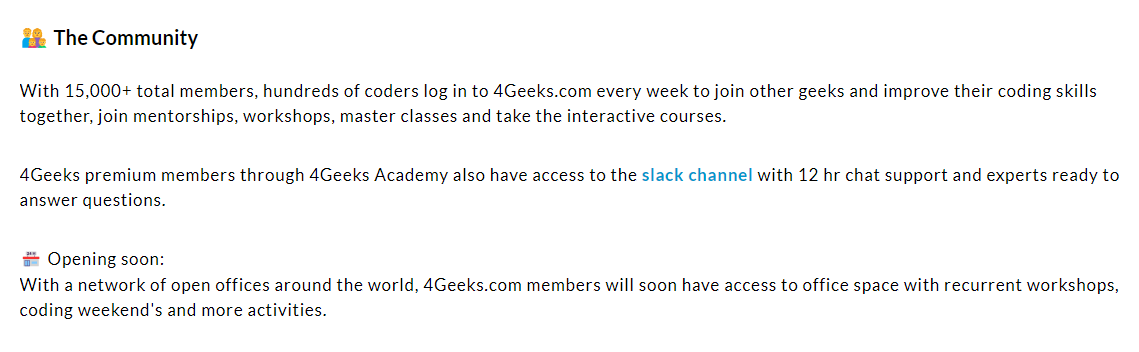 The Community
With 15,000+ total members, hundreds of coders log in to 4Geeks.com every week to join other geeks and improve their coding skills
together, join mentorships, workshops, master classes and take the interactive courses.
4Geeks premium members through 4Geeks Academy also have access to the slack channel with 12 hr chat support and experts ready to
answer questions.
Opening soon:
With a network of open offices around the world, 4Geeks.com members will soon have access to office space with recurrent workshops,
coding weekend's and more activities.